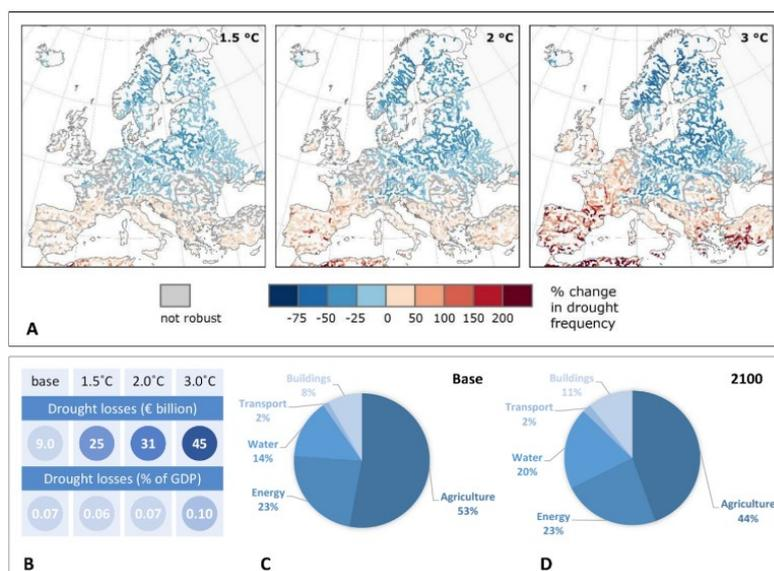 1.5 °C
2 °C
3 °C
not robust
-75 -50 -25 0 50 100 150 200
% change
in drought
frequency
A
base 1.5˚C 2.0˚C 3.0˚C
Drought losses (€ billion)
9.0 25 31 45
Drought losses (% of GDP)
0.07 0.06 0.07 0.10
B
Base
Buildings
8%
Transport
2%
Water
14%
Energy
23%
Agriculture
53%
C
2100
Buildings
11%
Transport
2%
Water
20%
Energy
23%
Agriculture
44%
D